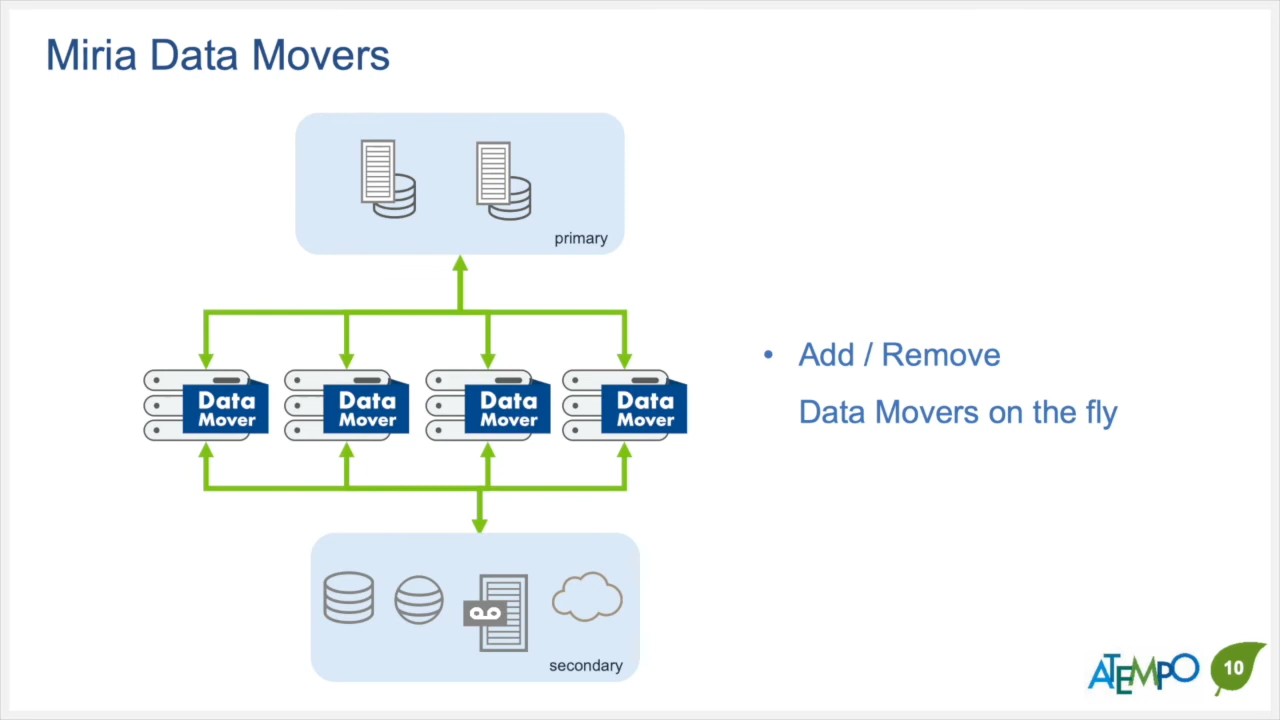 Miria Data Movers
primary
Data
Mover
Data
Mover
Data
Mover
Data
Mover
• Add / Remove
Data Movers on the fly
secondary
ATEMPO
10